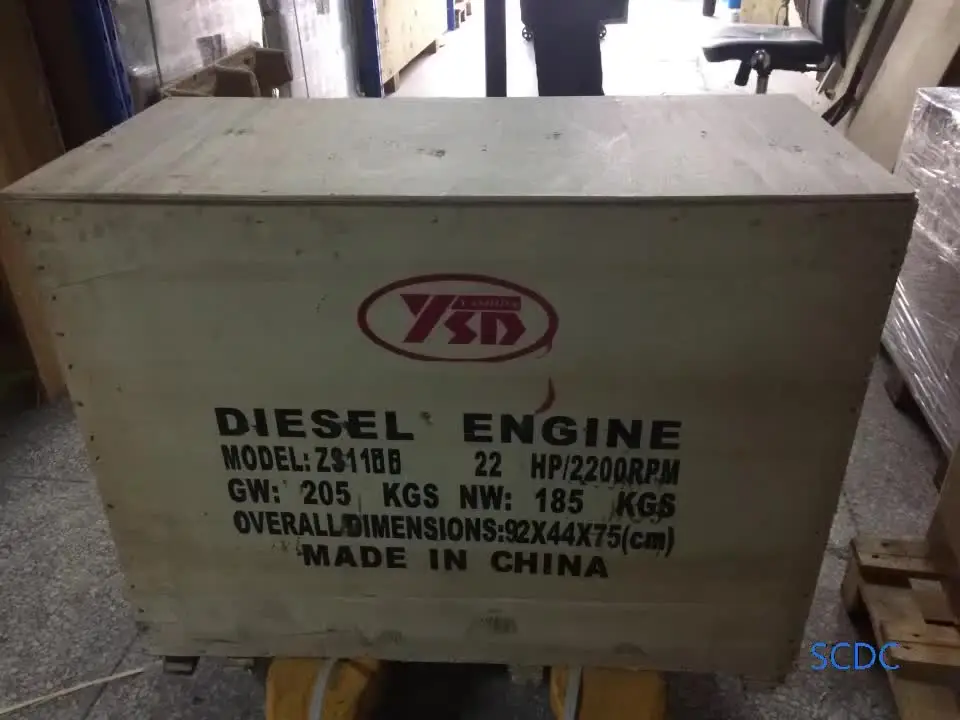 YSD
DIESEL ENGINE
22 HP/2200RPM
GW: 205 KGS NW: 185 KGS
OVERALL DIMENSIONS:92X44X75(cm)
MADE IN CHINA
SCDC